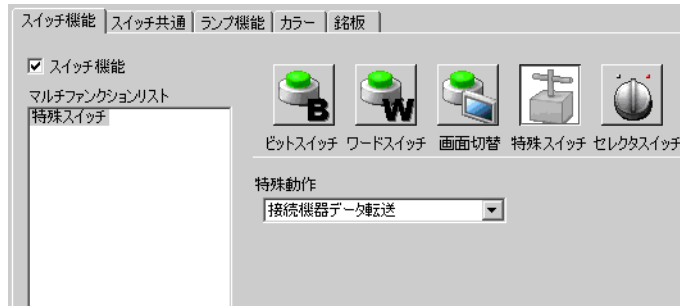 スイッチ機能 スイッチ共通 ランプ機能 カラー 銘板
スイッチ機能
マルチファンクションリスト
特殊スイッチ
B W
ビットスイッチ ワードスイッチ 画面切替 特殊スイッチ セレクタスイッチ
特殊動作
接続機器データ転送